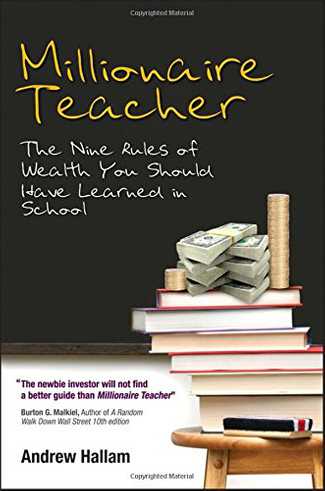 Copyrighted Material
Millionaire
Teacher
The Nine Rules of
Wealth You Should
Have Learned in
School
"The newbie investor will not find
a better guide than Millionaire Teacher"
Burton G. Malkiel, Author of A Random
Walk Down Wall Street 10th edition
Andrew Hallam
Copyrighted Material